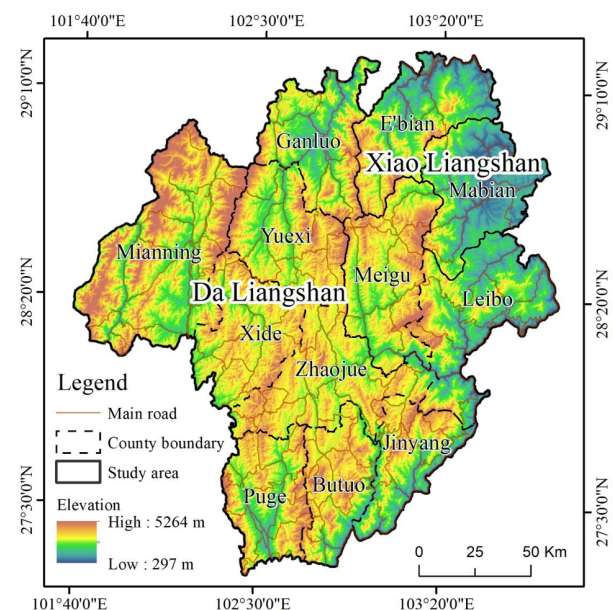 101°40'0"E 102°30'0"E 103°20'0"E
29°10'0"N
29°10'0"N
E'bian
Ganluo
Xiao Liangshan
Mabian
Yuexi
Mianning
Meigu
28°20'0"N
Da Liangshan
Leibo
28°20'0"N
Xide
Zhaojue
Legend
Main road
County boundary
Study area
Jinyang
Elevation
High : 5264 m
Low : 297 m
Puge
Butuo
27°30'0"N
27°30'0"N
0 25 50 Km
101°40'0"E 102°30'0"E 103°20'0"E